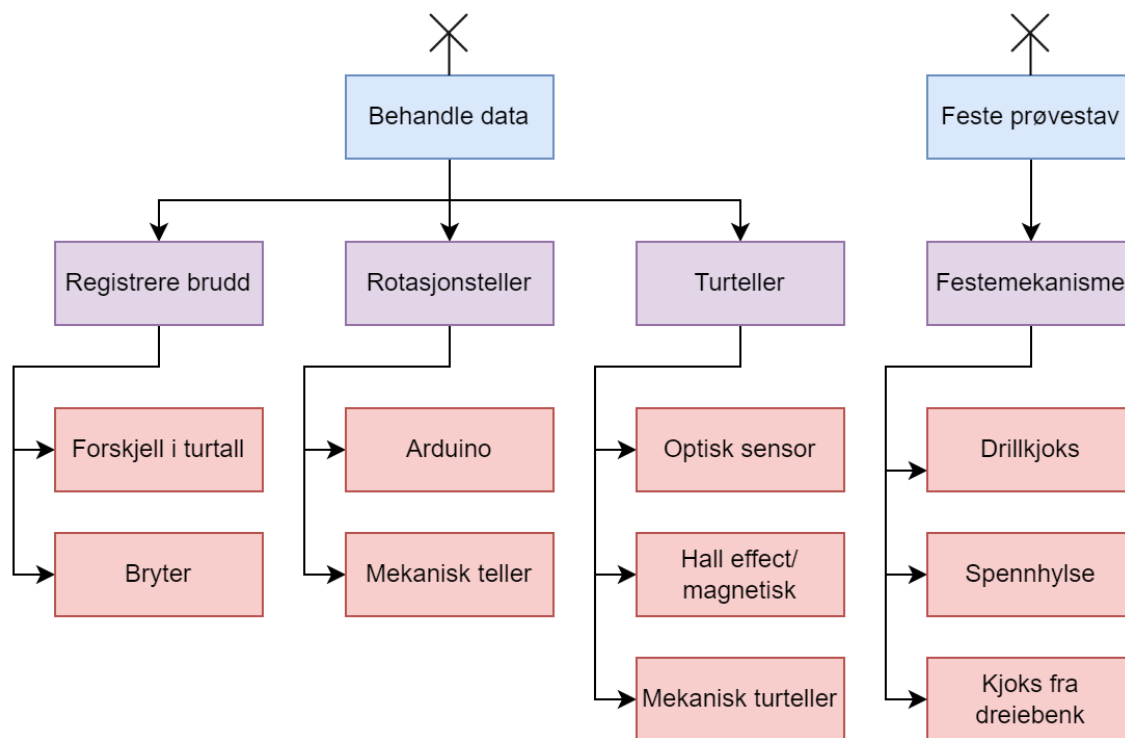 Behandle data
Feste prøvestav
Registrere brudd
Rotasjonsteller
Turteller
Festemekanisme
Forskjell i turtall
Arduino
Optisk sensor
Drillkjoks
Bryter
Mekanisk teller
Hall effect/
magnetisk
Spennhylse
Mekanisk turteller
Kjoks fra
dreiebenk